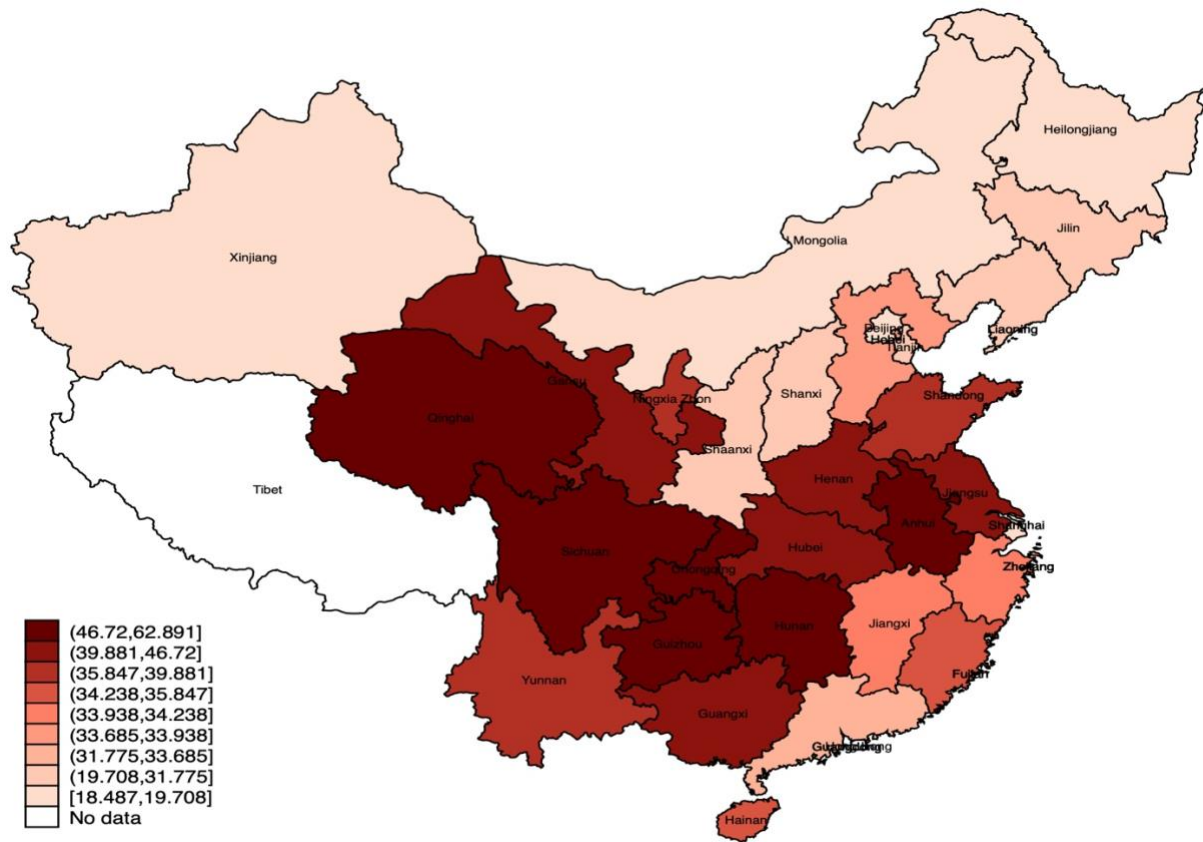 Heilongjiang
Jilin
Mongolia
Xinjiang
Beijing
Hebei
Tianjin
Liaoning
Gansu
Ningxia Zhon
Shanxi
Shandong
Qinghai
Shaanxi
Tibet
Henan
Jiangsu
Anhui
Shanghai
Sichuan
Hubei
Chongqing
Zhejiang
Hunan
Jiangxi
Guizhou
Fujian
Yunnan
Guangxi
Guangdong
Hainan
(46.72,62.891]
(39.881,46.72]
(35.847,39.881]
(34.238,35.847]
(33.938,34.238]
(33.685,33.938]
(31.775,33.685]
(19.708,31.775]
[18.487,19.708]
No data